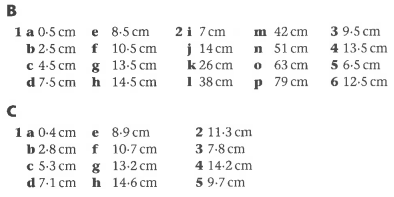 B
1 a 0·5 cm e 8·5 cm 2 i 7 cm m 42 cm 3 9·5 cm
b 2·5 cm f 10·5 cm j 14 cm n 51 cm 4 13·5 cm
c 4·5 cm g 13·5 cm k 26 cm o 63 cm 5 6·5 cm
d 7·5 cm h 14·5 cm l 38 cm p 79 cm 6 12·5 cm
C
1 a 0·4 cm e 8·9 cm 2 11·3 cm
b 2·8 cm f 10·7 cm 3 7·8 cm
c 5·3 cm g 13·2 cm 4 14·2 cm
d 7·1 cm h 14·6 cm 5 9·7 cm